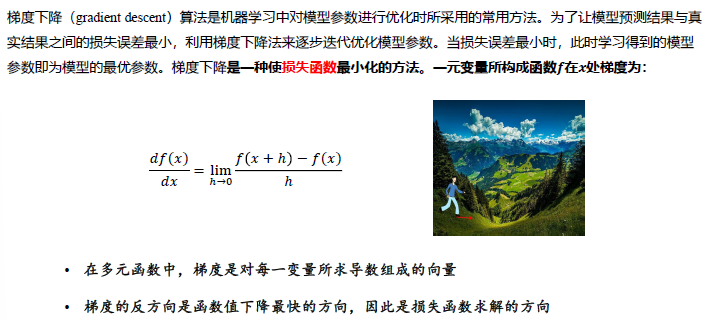 梯度下降（gradient descent）算法是机器学习中对模型参数进行优化时所采用的常用方法。为了让模型预测结果与真
实结果之间的损失误差最小，利用梯度下降法来逐步迭代优化模型参数。当损失误差最小时，此时学习得到的模型
参数即为模型的最优参数。梯度下降是一种使损失函数最小化的方法。一元变量所构成函数f在x处梯度为：
df(x)/dx = lim h→0 f(x + h) − f(x)/h
• 在多元函数中，梯度是对每一变量所求导数组成的向量
• 梯度的反方向是函数值下降最快的方向，因此是损失函数求解的方向